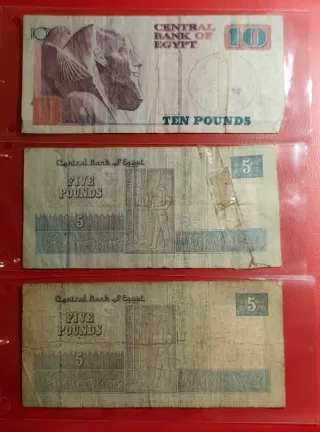 10
CENTRAL
BANK OF
EGYPT
10
10
TEN POUNDS
Central Bank of Egypt
5
FIVE
POUNDS
5
Central Bank of Egypt
5
FIVE
POUNDS
5